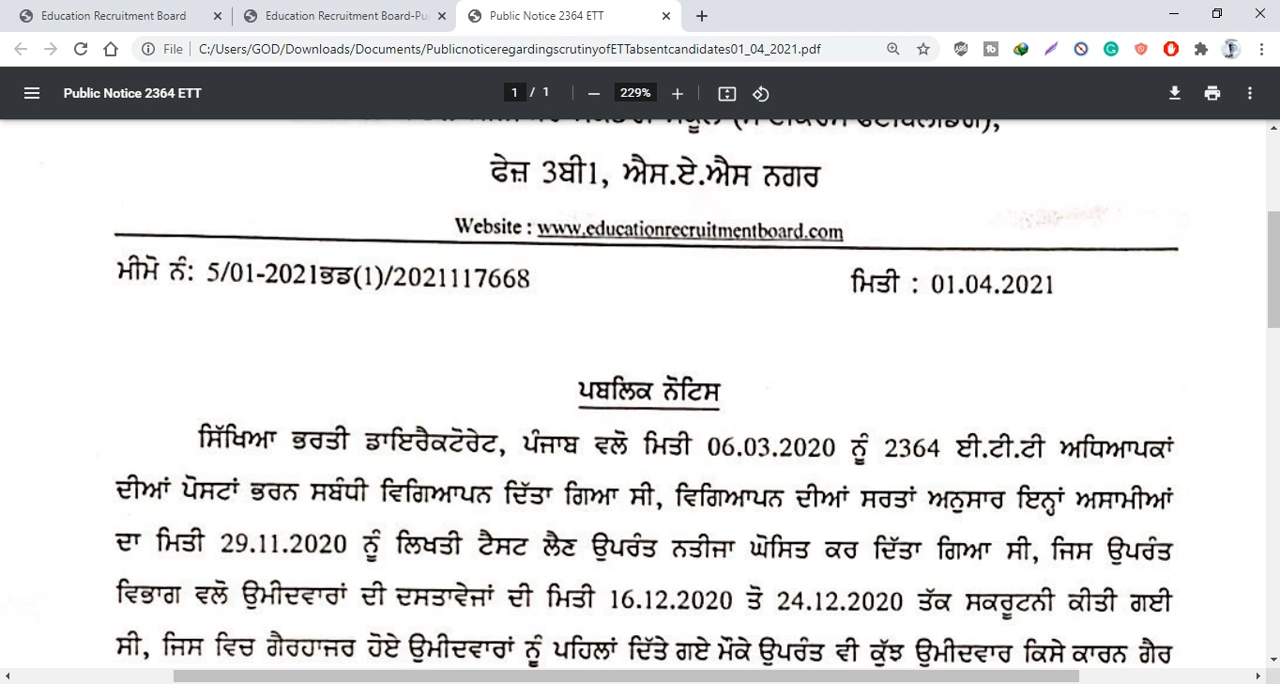 Education Recruitment Board
Education Recruitment Board-Pu
Public Notice 2364 ETT
File
C:/Users/GOD/Downloads/Documents/PublicnoticeregardingscrutinyofETTabsentcandidates01_04_2021.pdf
Public Notice 2364 ETT
1 / 1
229%
ਫੇਜ਼ 3ਬੀ1, ਐਸ.ਏ.ਐਸ ਨਗਰ
Website : www.educationrecruitmentboard.com
ਮੀਮੋ ਨੰ: 5/01-2021ਭਡ(1)/2021117668 ਮਿਤੀ : 01.04.2021
ਪਬਲਿਕ ਨੋਟਿਸ
ਸਿੱਖਿਆ ਭਰਤੀ ਡਾਇਰੈਕਟੋਰੇਟ, ਪੰਜਾਬ ਵਲੋ ਮਿਤੀ 06.03.2020 ਨੂੰ 2364 ਈ.ਟੀ.ਟੀ ਅਧਿਆਪਕਾਂ
ਦੀਆਂ ਪੋਸਟਾਂ ਭਰਨ ਸਬੰਧੀ ਵਿਗਿਆਪਨ ਦਿੱਤਾ ਗਿਆ ਸੀ, ਵਿਗਿਆਪਨ ਦੀਆਂ ਸ਼ਰਤਾਂ ਅਨੁਸਾਰ ਇਨ੍ਹਾਂ ਅਸਾਮੀਆਂ
ਦਾ ਮਿਤੀ 29.11.2020 ਨੂੰ ਲਿਖਤੀ ਟੈਸਟ ਲੈਣ ਉਪਰੰਤ ਨਤੀਜਾ ਘੋਸਿਤ ਕਰ ਦਿੱਤਾ ਗਿਆ ਸੀ, ਜਿਸ ਉਪਰੰਤ
ਵਿਭਾਗ ਵਲੋ ਉਮੀਦਵਾਰਾਂ ਦੀ ਦਸਤਾਵੇਜਾਂ ਦੀ ਮਿਤੀ 16.12.2020 ਤੋ 24.12.2020 ਤੱਕ ਸਕਰੂਟਨੀ ਕੀਤੀ ਗਈ
ਸੀ, ਜਿਸ ਵਿਚ ਗੈਰਹਾਜਰ ਹੋਏ ਉਮੀਦਵਾਰਾਂ ਨੂੰ ਪਹਿਲਾਂ ਦਿੱਤੇ ਗਏ ਮੌਕੇ ਉਪਰੰਤ ਵੀ ਕੁੱਝ ਉਮੀਦਵਾਰ ਕਿਸੇ ਕਾਰਨ ਗੈਰ